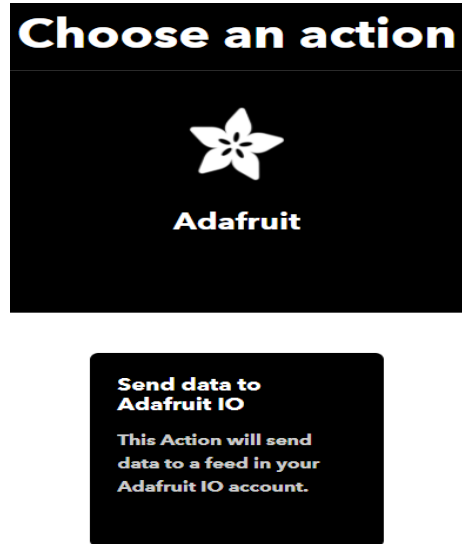 Choose an action
Adafruit
Send data to
Adafruit IO
This Action will send
data to a feed in your
Adafruit IO account.